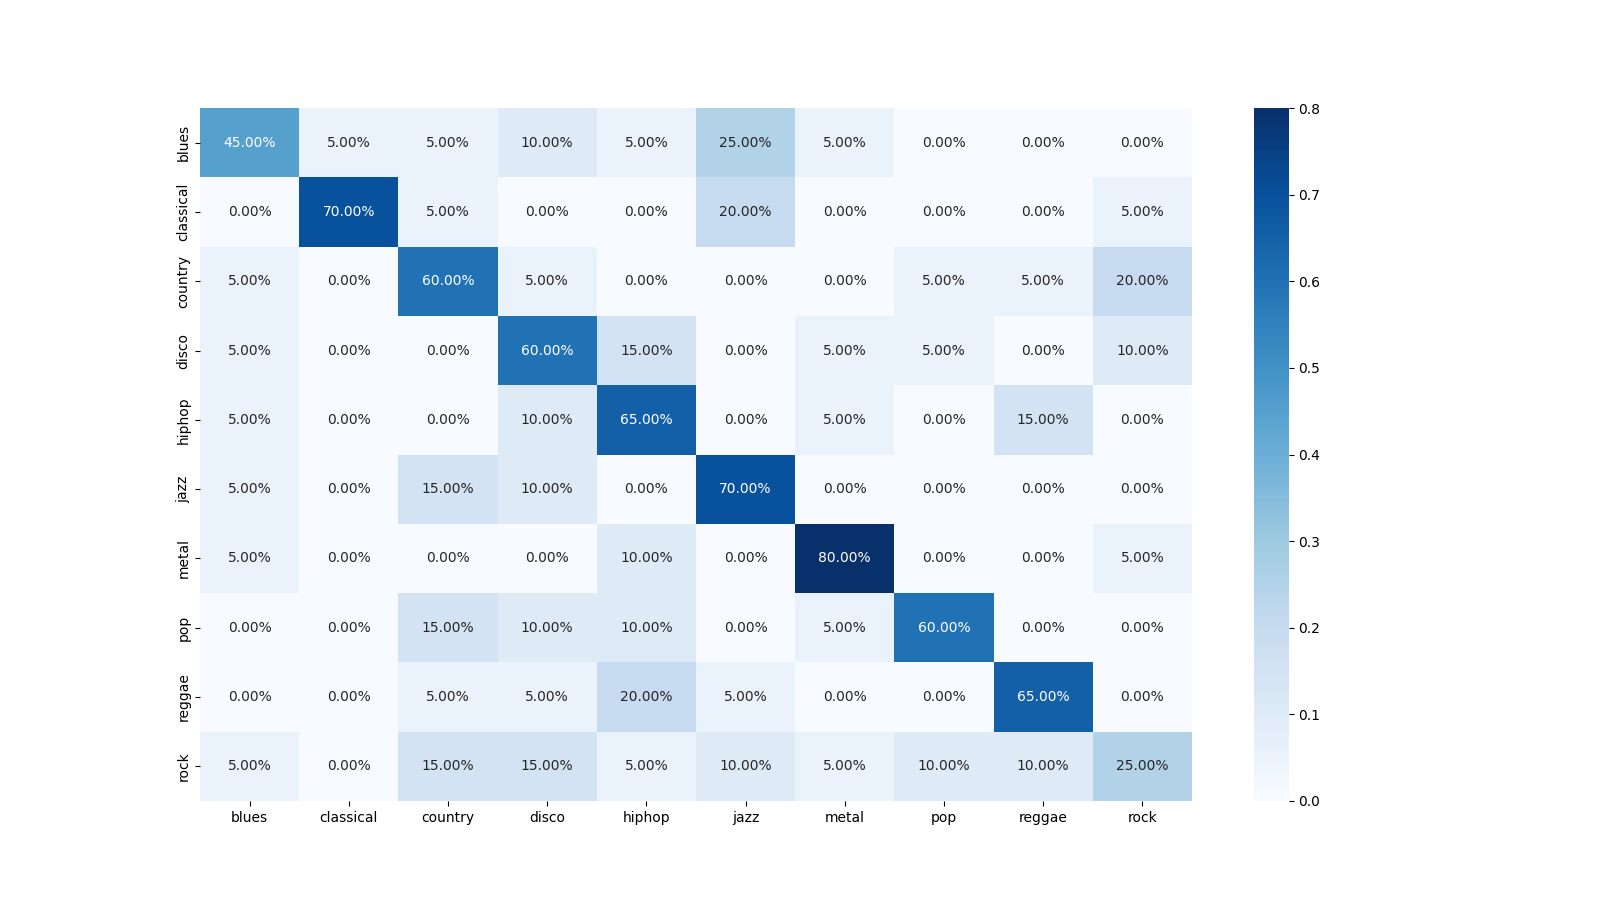 blues 45.00% 5.00% 5.00% 10.00% 5.00% 25.00% 5.00% 0.00% 0.00% 0.00%
classical 0.00% 70.00% 5.00% 0.00% 0.00% 20.00% 0.00% 0.00% 0.00% 5.00%
country 5.00% 0.00% 60.00% 5.00% 0.00% 0.00% 0.00% 5.00% 5.00% 20.00%
disco 5.00% 0.00% 0.00% 60.00% 15.00% 0.00% 5.00% 5.00% 0.00% 10.00%
hiphop 5.00% 0.00% 0.00% 10.00% 65.00% 0.00% 5.00% 0.00% 15.00% 0.00%
jazz 5.00% 0.00% 15.00% 10.00% 0.00% 70.00% 0.00% 0.00% 0.00% 0.00%
metal 5.00% 0.00% 0.00% 0.00% 10.00% 0.00% 80.00% 0.00% 0.00% 5.00%
pop 0.00% 0.00% 15.00% 10.00% 10.00% 0.00% 5.00% 60.00% 0.00% 0.00%
reggae 0.00% 0.00% 5.00% 5.00% 20.00% 5.00% 0.00% 0.00% 65.00% 0.00%
rock 5.00% 0.00% 15.00% 15.00% 5.00% 10.00% 5.00% 10.00% 10.00% 25.00%
blues classical country disco hiphop jazz metal pop reggae rock
0.8
0.7
0.6
0.5
0.4
0.3
0.2
0.1
0.0